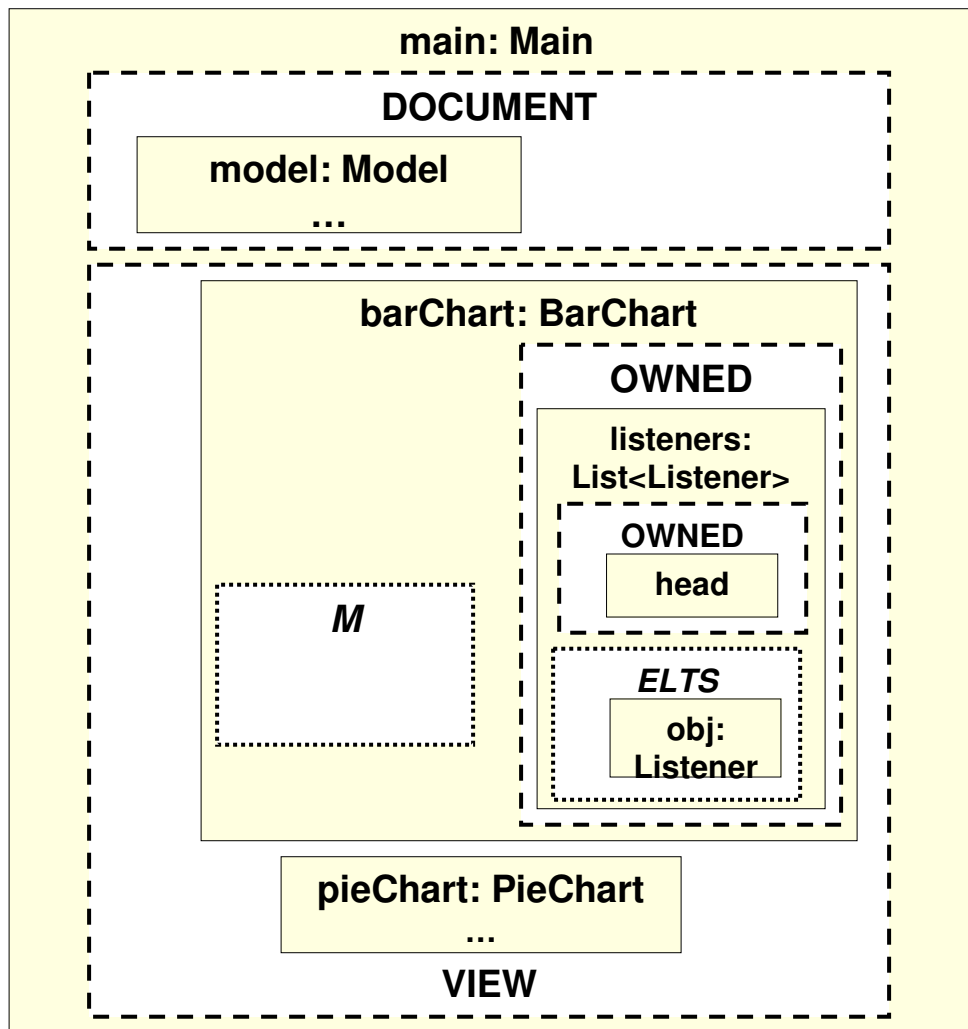 main: Main
DOCUMENT
model: Model
...
barChart: BarChart
OWNED
listeners:
List<Listener>
OWNED
head
M
ELTS
obj:
Listener
pieChart: PieChart
...
VIEW